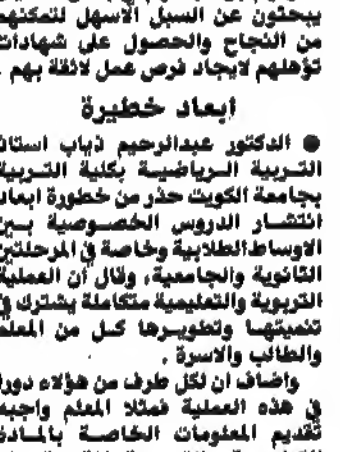 يبحثون عن السبل الاسهل لتمكنهم
من النجاح والحصول على شهادات
تؤهلهم لايجاد فرص عمل لائقة بهم .
ابعاد خطيرة
● الدكتور عبدالرحيم ذياب استاذ
التربية الرياضية بكلية التربية
بجامعة الكويت حذر من خطورة ابعاد
انتشار الدروس الخصوصية بين
الاوساط الطلابية وخاصة في المرحلتين
الثانوية والجامعية، وقال ان العملية
التربوية والتعليمية متكاملة يشترك في
تنميتها وتطويرها كل من المعلم
والطالب والاسرة .
واضاف ان لكل طرف من هؤلاء دورا
في هذه العملية فمثلا المعلم واجبه
تقديم المعلومات الخاصة بالمادة